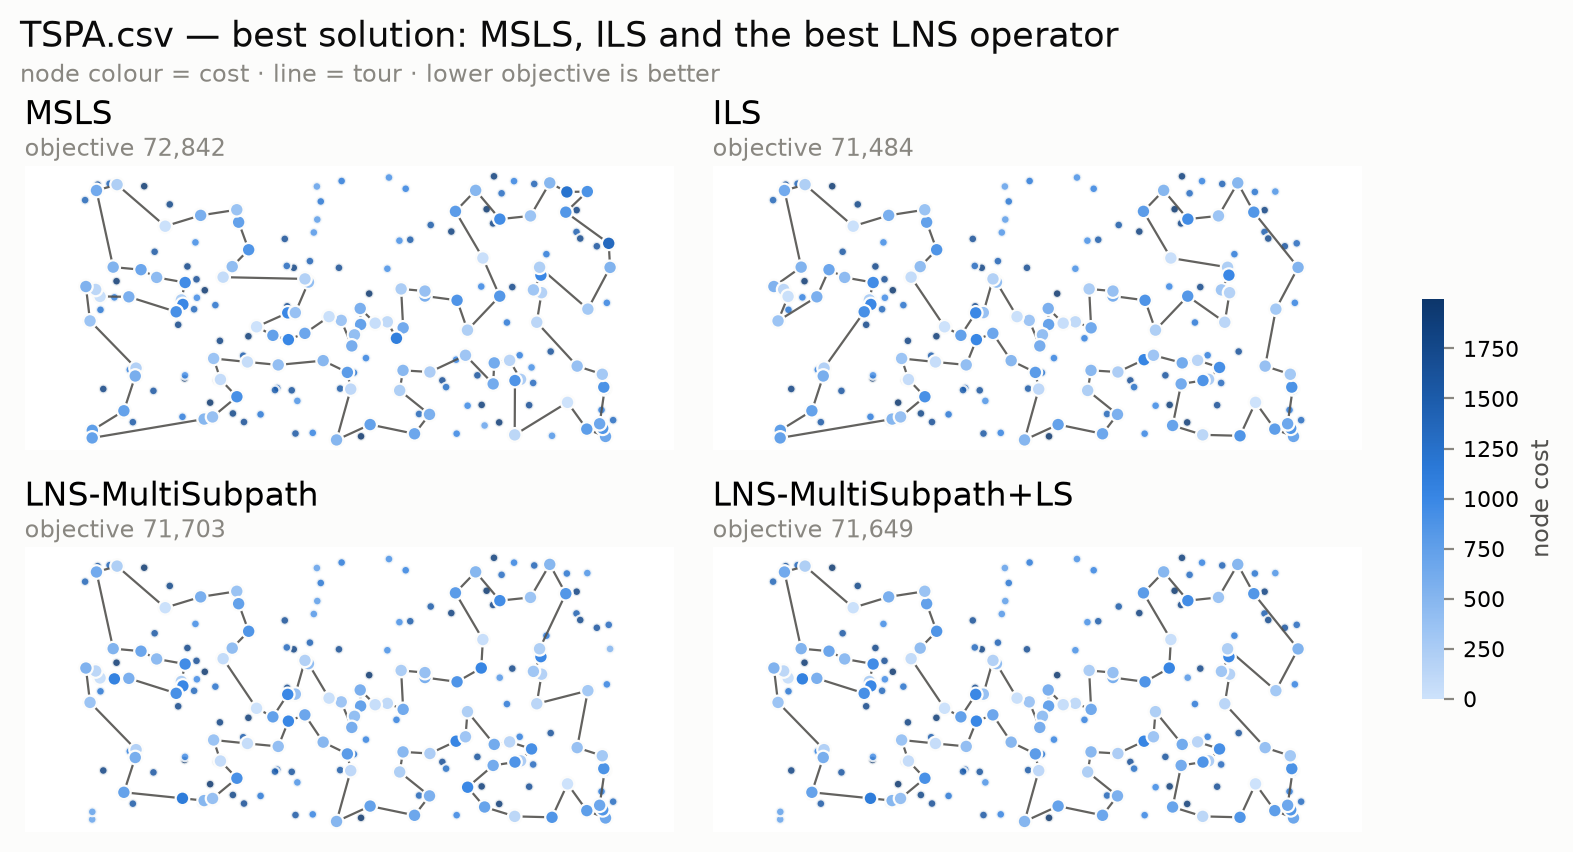 TSPA.csv — best solution: MSLS, ILS and the best LNS operator
node colour = cost · line = tour · lower objective is better
MSLS
objective 72,842
ILS
objective 71,484
LNS-MultiSubpath
objective 71,703
LNS-MultiSubpath+LS
objective 71,649
1750
1500
1250
1000
750
500
250
0
node cost